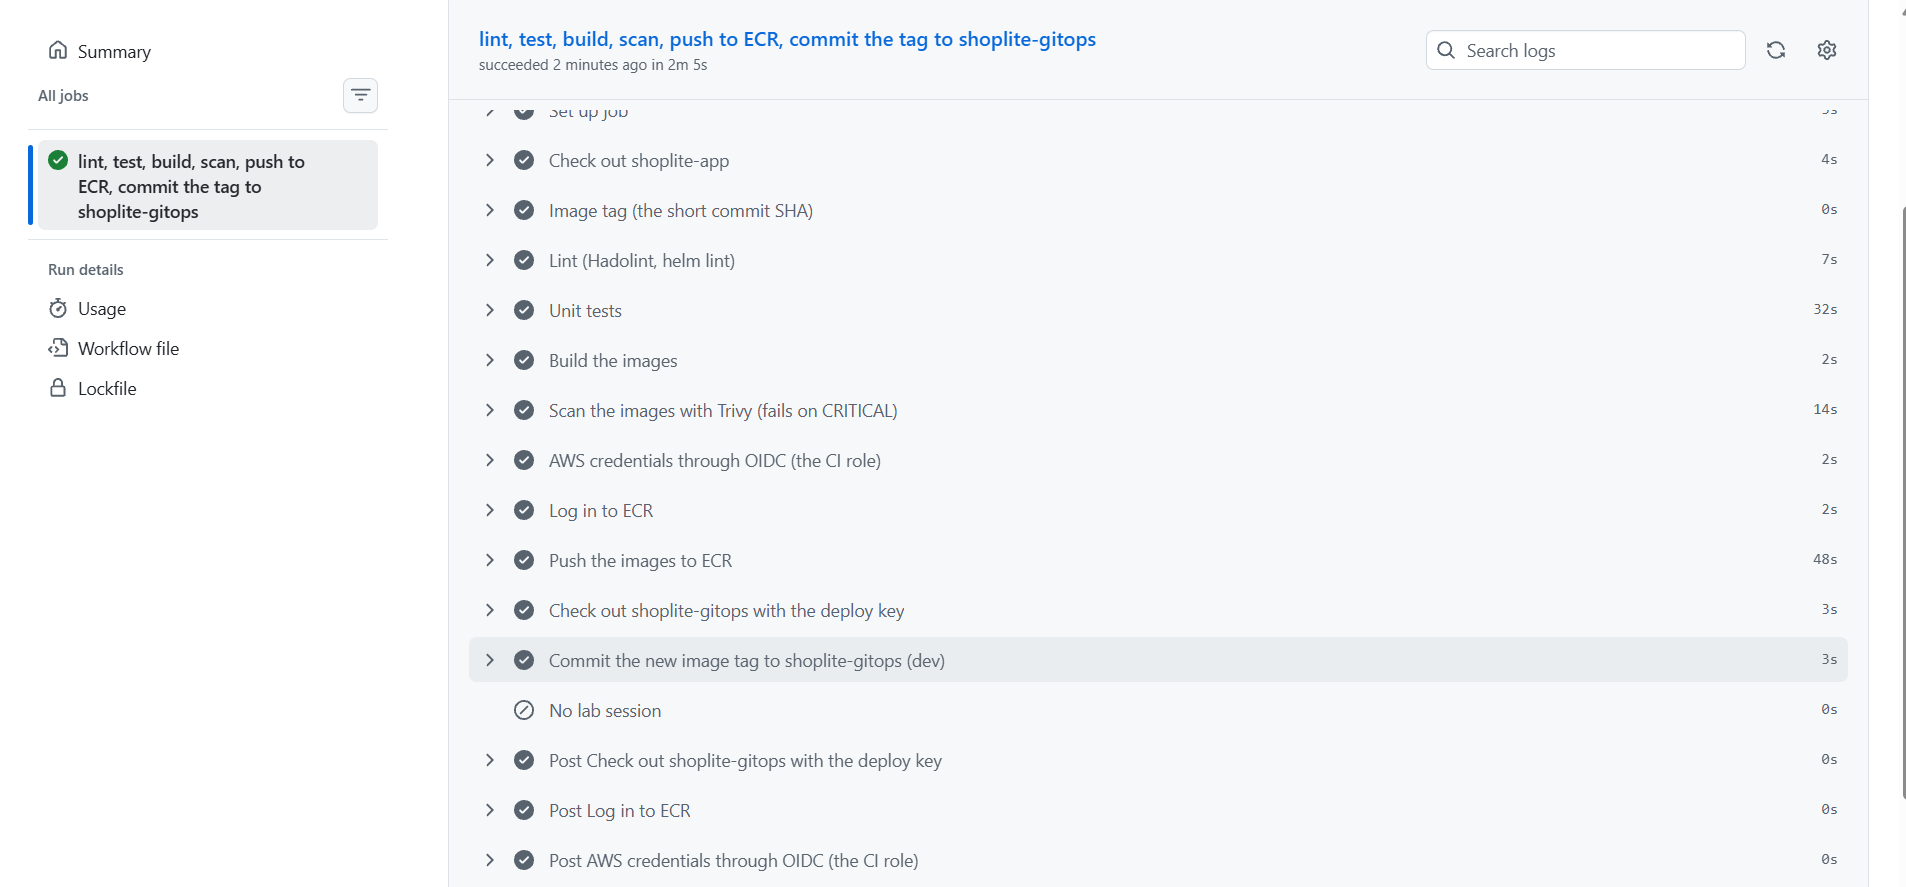 Summary
All jobs
lint, test, build, scan, push to
ECR, commit the tag to
shoplite-gitops
Run details
Usage
Workflow file
Lockfile
lint, test, build, scan, push to ECR, commit the tag to shoplite-gitops
succeeded 2 minutes ago in 2m 5s
Search logs
Set up job
Check out shoplite-app 4s
Image tag (the short commit SHA) 0s
Lint (Hadolint, helm lint) 7s
Unit tests 32s
Build the images 2s
Scan the images with Trivy (fails on CRITICAL) 14s
AWS credentials through OIDC (the CI role) 2s
Log in to ECR 2s
Push the images to ECR 48s
Check out shoplite-gitops with the deploy key 3s
Commit the new image tag to shoplite-gitops (dev) 3s
No lab session 0s
Post Check out shoplite-gitops with the deploy key 0s
Post Log in to ECR 0s
Post AWS credentials through OIDC (the CI role) 0s